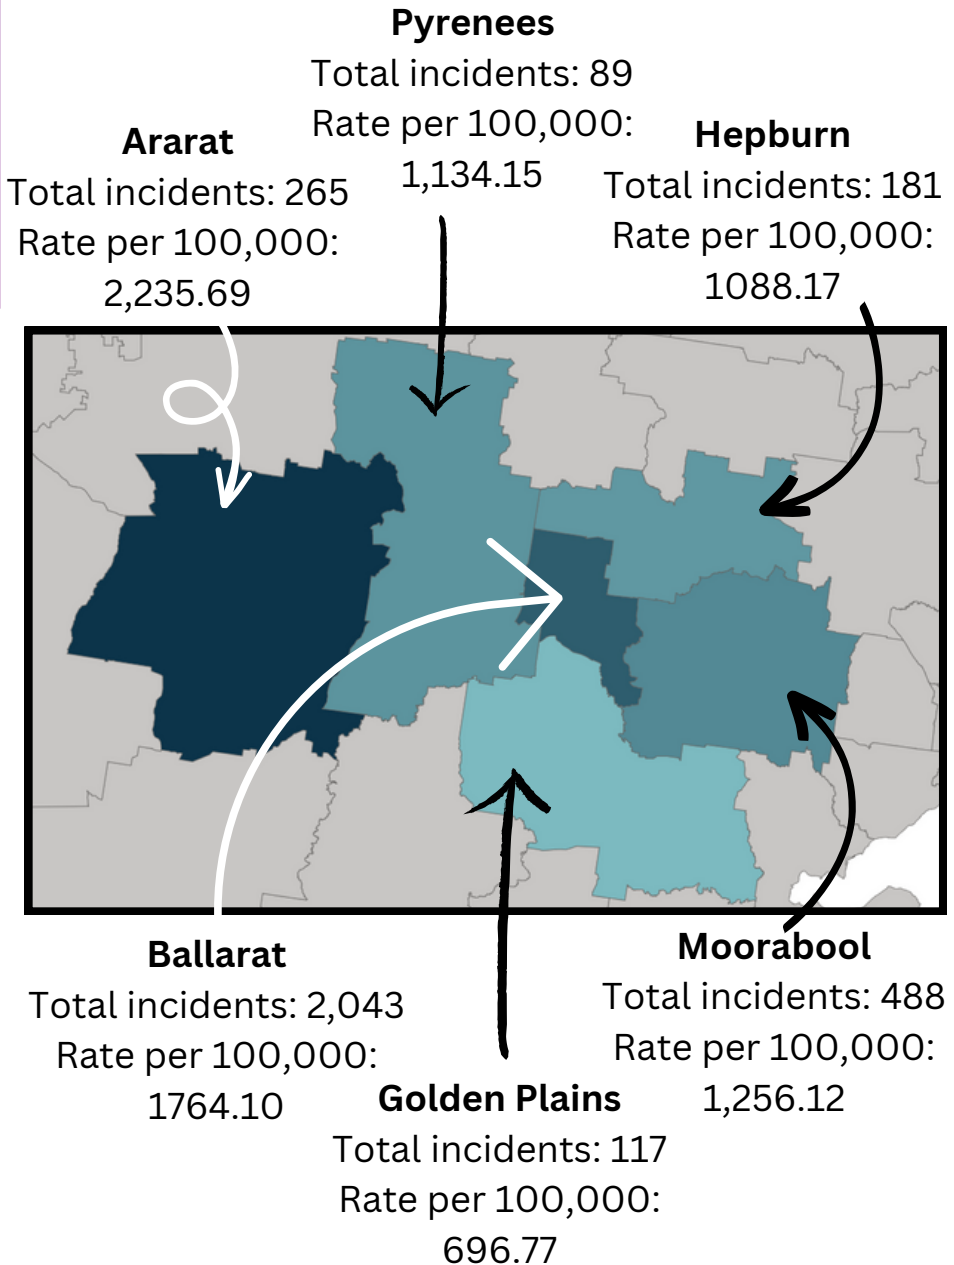 Pyrenees
Total incidents: 89
Rate per 100,000:
1,134.15
Ararat
Total incidents: 265
Rate per 100,000:
2,235.69
Hepburn
Total incidents: 181
Rate per 100,000:
1088.17
Ballarat
Total incidents: 2,043
Rate per 100,000:
1764.10
Moorabool
Total incidents: 488
Rate per 100,000:
1,256.12
Golden Plains
Total incidents: 117
Rate per 100,000:
696.77